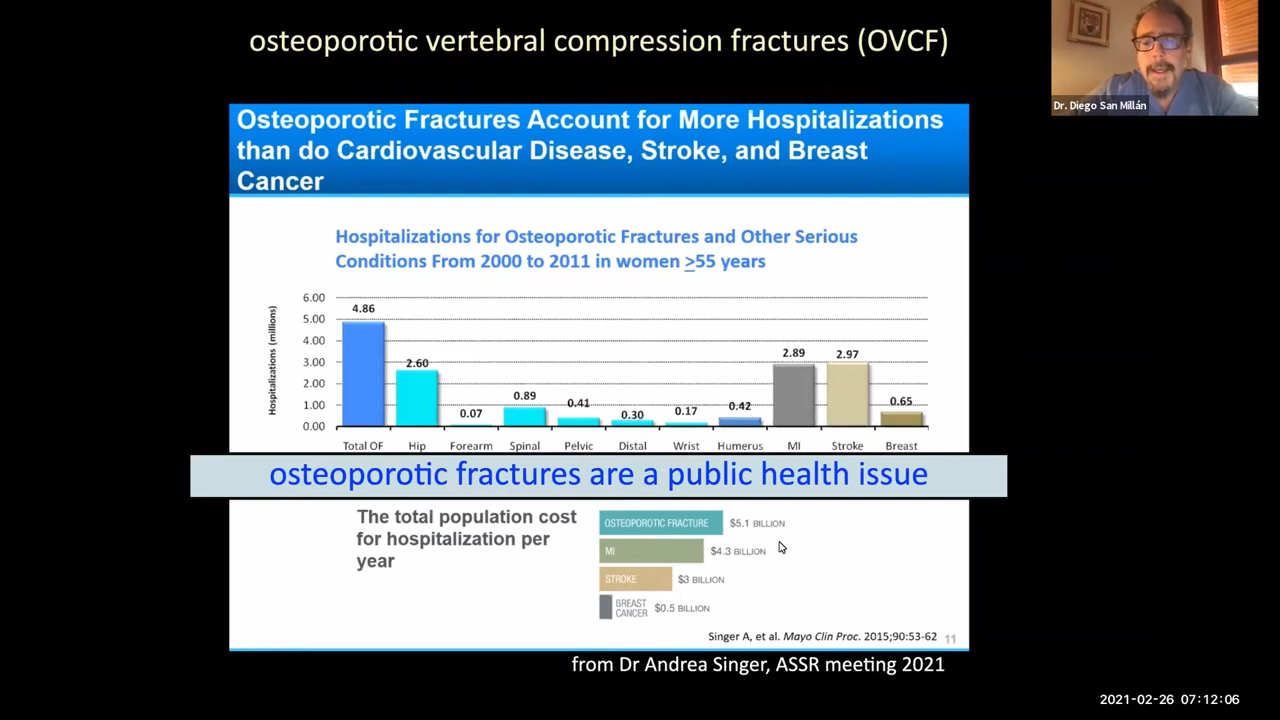 osteoporotic vertebral compression fractures (OVCF)
Dr. Diego San Millán
Osteoporotic Fractures Account for More Hospitalizations
than do Cardiovascular Disease, Stroke, and Breast
Cancer
Hospitalizations for Osteoporotic Fractures and Other Serious
Conditions From 2000 to 2011 in women >55 years
Hospitalizations (millions)
6.00
5.00
4.00
3.00
2.00
1.00
0.00
4.86
2.60
0.07
0.89
0.41
0.30
0.17
0.42
2.89
2.97
0.65
Total OF Hip Forearm Spinal Pelvic Distal Wrist Humerus MI Stroke Breast
osteoporotic fractures are a public health issue
The total population cost
for hospitalization per
year
OSTEOPOROTIC FRACTURE $5.1 BILLION
MI $4.3 BILLION
STROKE $3 BILLION
BREAST
CANCER $0.5 BILLION
Singer A, et al. Mayo Clin Proc. 2015;90:53-62 11
from Dr Andrea Singer, ASSR meeting 2021
2021-02-26 07:12:06